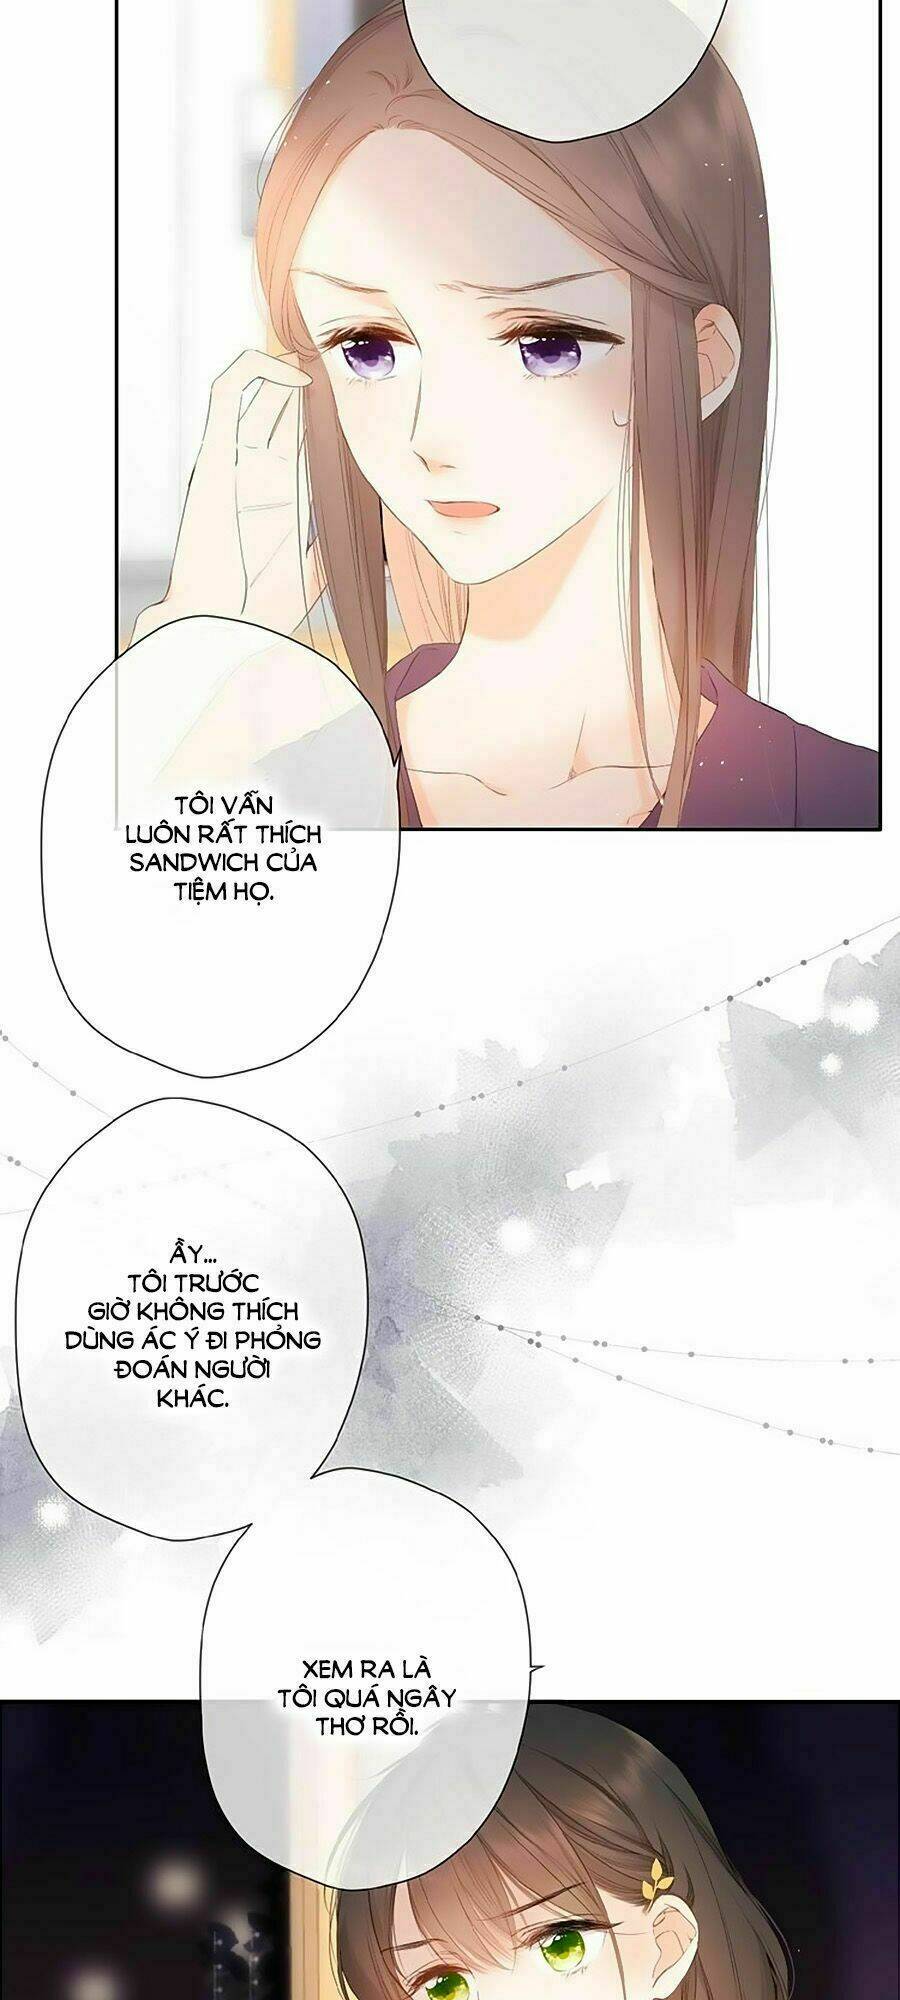 TÔI VẪN
LUÔN RẤT THÍCH
SANDWICH CỦA
TIỆM HỌ.
ẦY...
TÔI TRƯỚC
GIỜ KHÔNG THÍCH
DÙNG ÁC Ý ĐI PHỎNG
ĐOÁN NGƯỜI
KHÁC.
XEM RA LÀ
TÔI QUÁ NGÂY
THƠ RỒI.